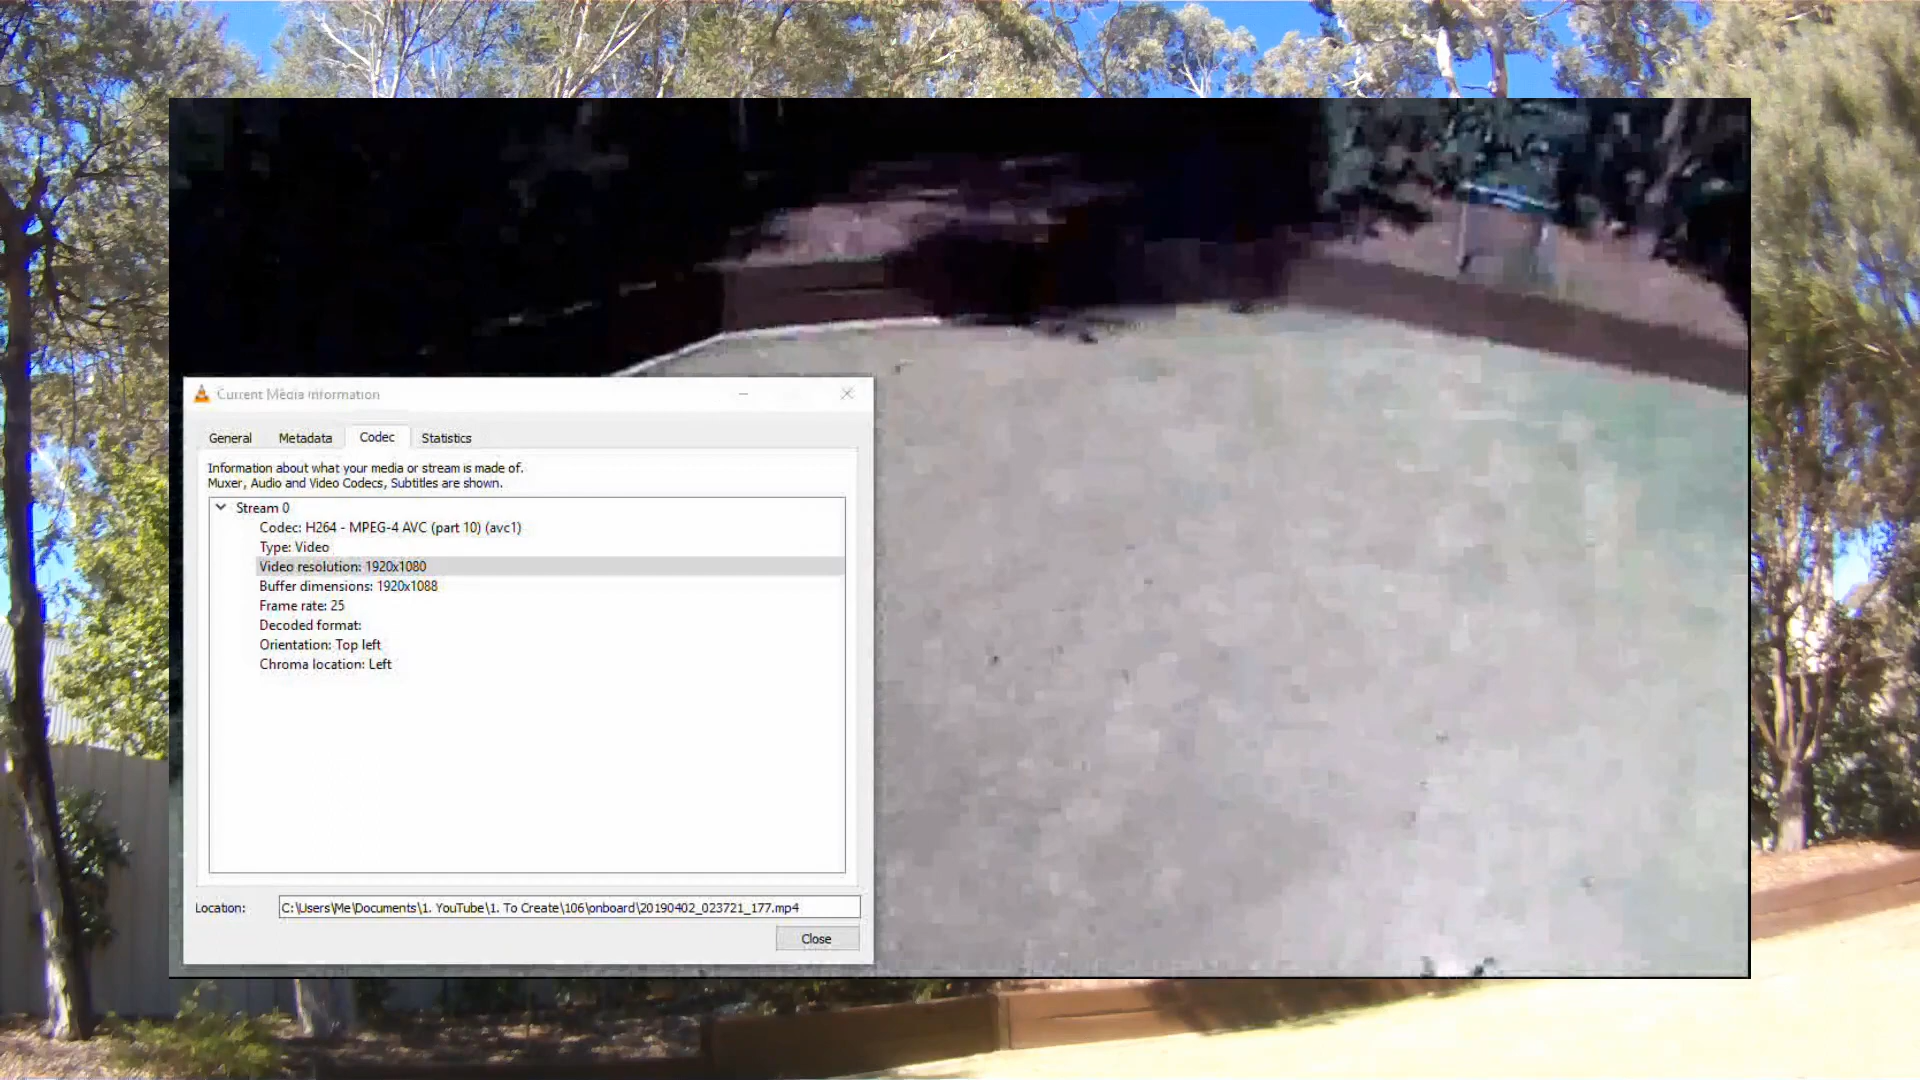 Current Media Information
General Metadata Codec Statistics
Information about what your media or stream is made of.
Muxer, Audio and Video Codecs, Subtitles are shown.
Stream 0
Codec: H264 - MPEG-4 AVC (part 10) (avc1)
Type: Video
Video resolution: 1920x1080
Buffer dimensions: 1920x1088
Frame rate: 25
Decoded format:
Orientation: Top left
Chroma location: Left
Location: C:\Users\Me\Documents\1. YouTube\1. To Create\106\onboard\20190402_023721_177.mp4
Close